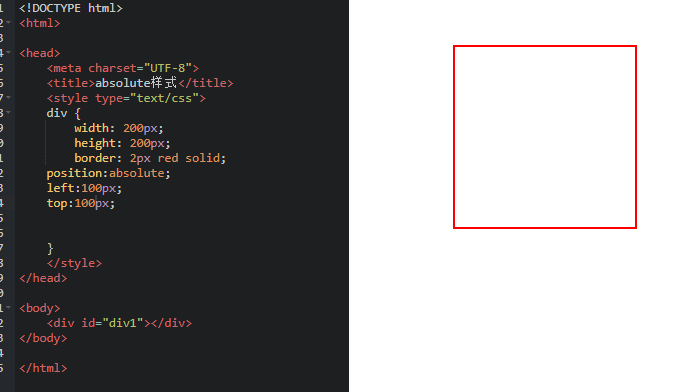 1 <!DOCTYPE html>
2 <html>
3
4 <head>
5 <meta charset="UTF-8">
6 <title>absolute样式</title>
7 <style type="text/css">
8 div {
9 width: 200px;
0 height: 200px;
1 border: 2px red solid;
2 position:absolute;
3 left:100px;
4 top:100px;
5
6
7 }
8 </style>
9 </head>
0
1 <body>
2 <div id="div1"></div>
3 </body>
4
5 </html>